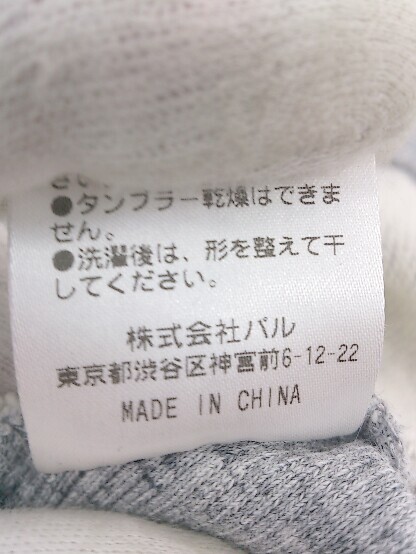 さい。
●タンブラー乾燥はできま
せん。
●洗濯後は、形を整えて干
してください。
株式会社パル
東京都渋谷区神宮前6-12-22
MADE IN CHINA